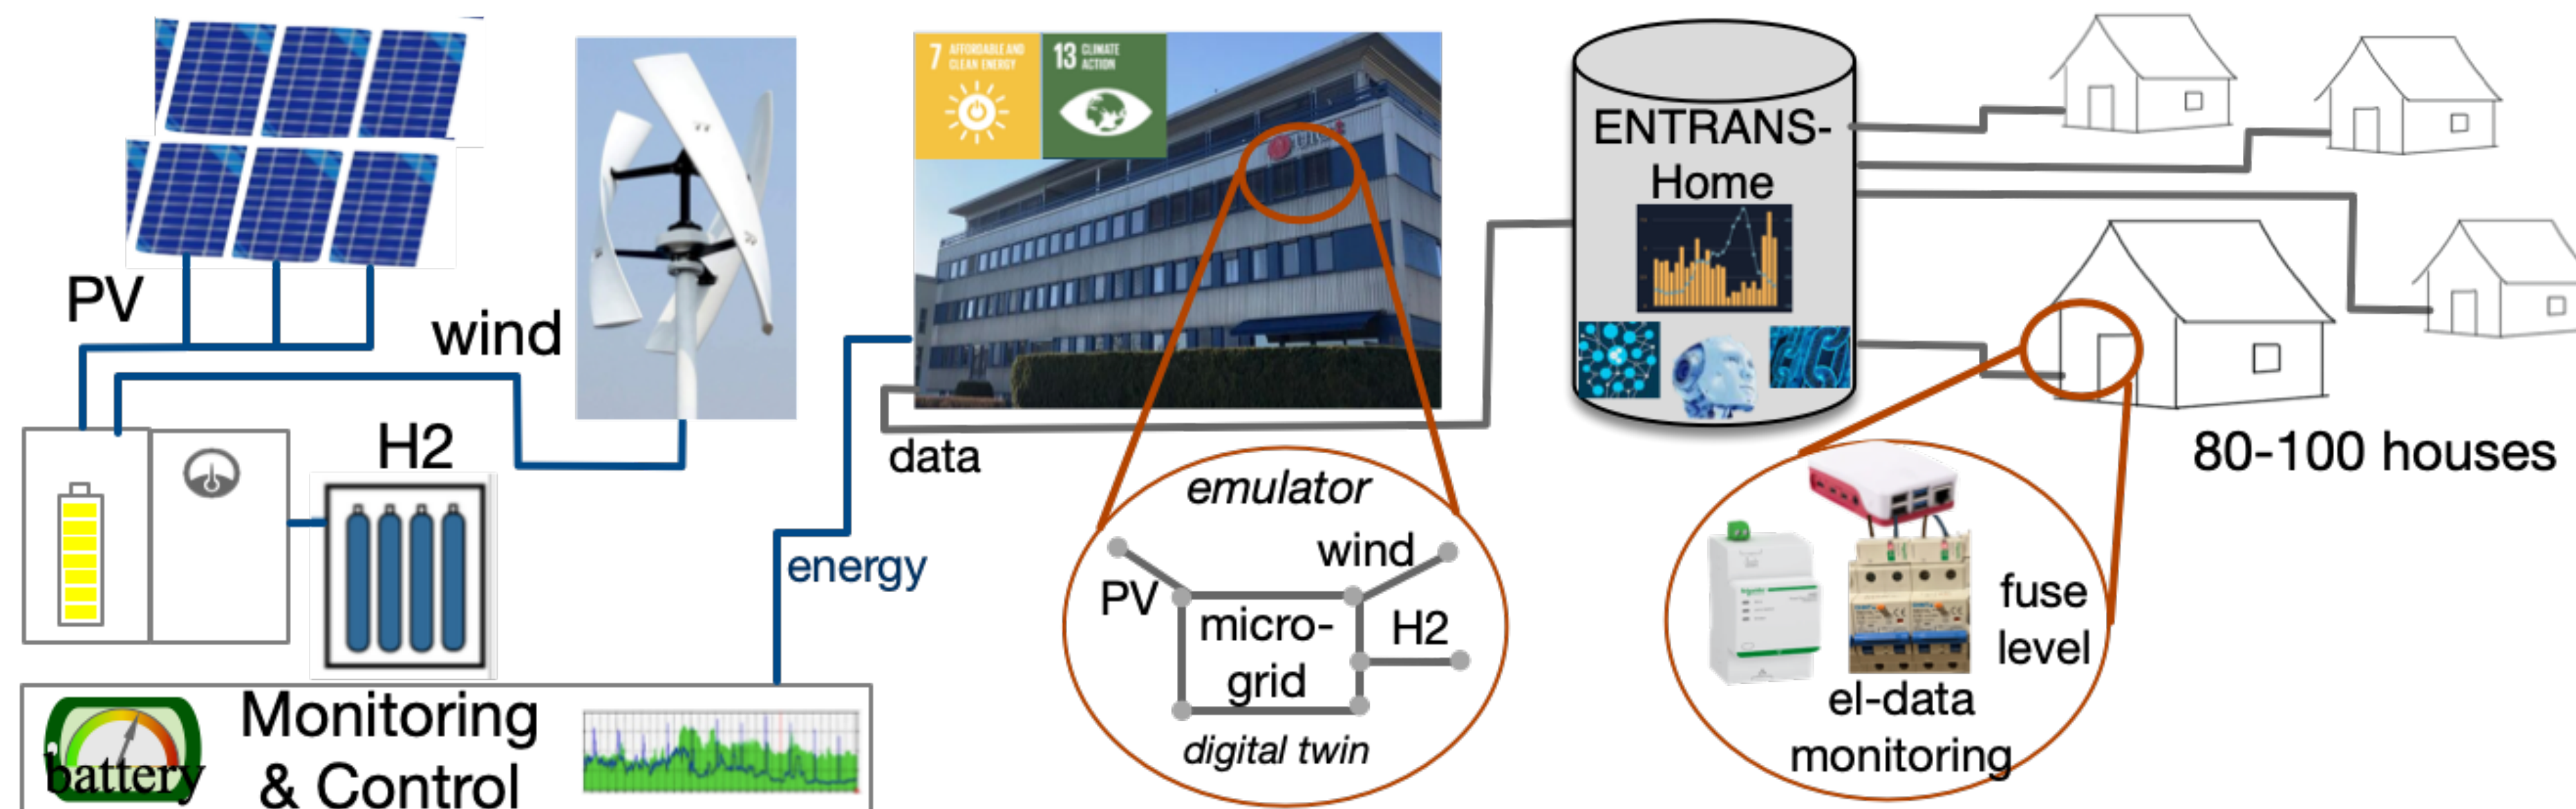 PV
wind
H2
battery
Monitoring
& Control
energy
7 AFFORDABLE AND
CLEAN ENERGY
13 CLIMATE
ACTION
data
emulator
wind
PV
micro-
grid
H2
digital twin
ENTRANS-
Home
80-100 houses
fuse
level
el-data
monitoring